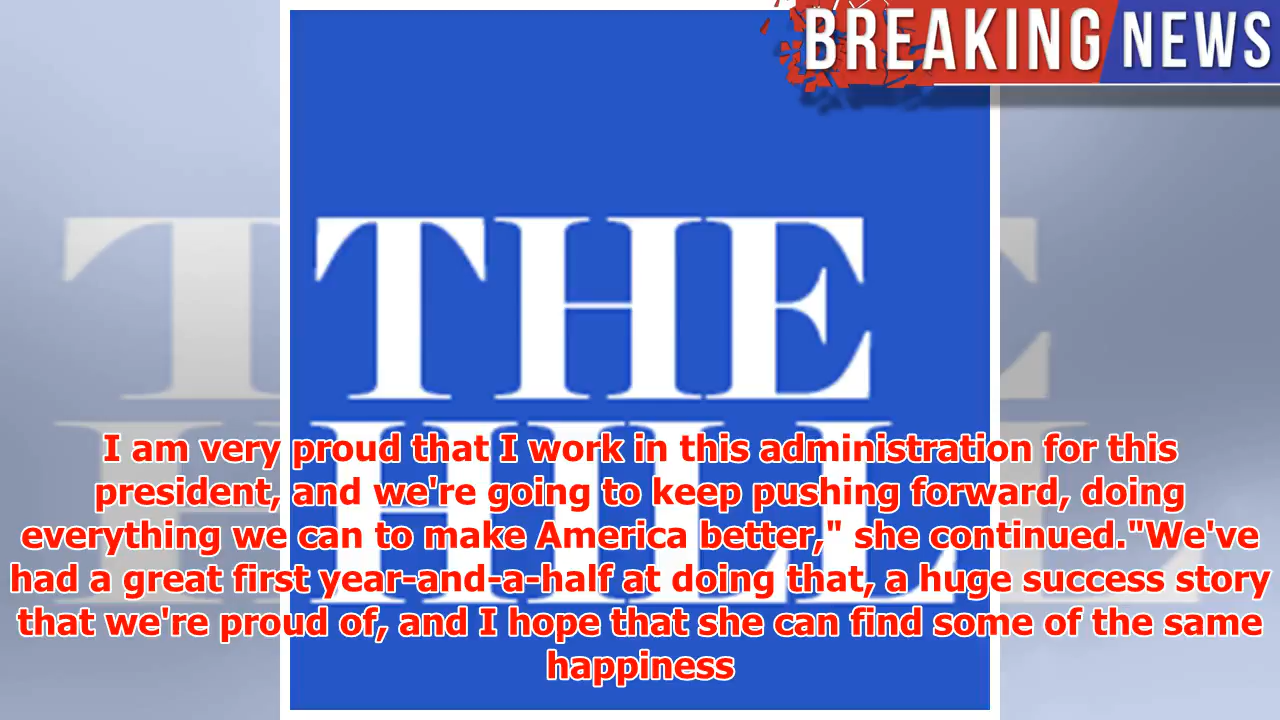 BREAKING NEWS
THE
HILL
I am very proud that I work in this administration for this
president, and we're going to keep pushing forward, doing
everything we can to make America better," she continued."We've
had a great first year-and-a-half at doing that, a huge success story
that we're proud of, and I hope that she can find some of the same
happiness